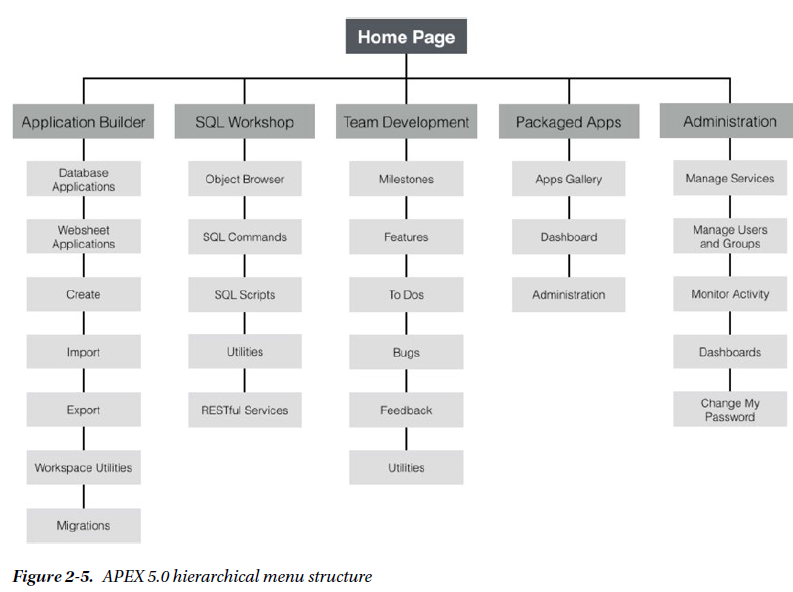 Home Page
Application Builder
SQL Workshop
Team Development
Packaged Apps
Administration
Database
Applications
Websheet
Applications
Create
Import
Export
Workspace Utilities
Migrations
Object Browser
SQL Commands
SQL Scripts
Utilities
RESTful Services
Milestones
Features
To Dos
Bugs
Feedback
Utilities
Apps Gallery
Dashboard
Administration
Manage Services
Manage Users
and Groups
Monitor Activity
Dashboards
Change My
Password
Figure 2-5. APEX 5.0 hierarchical menu structure